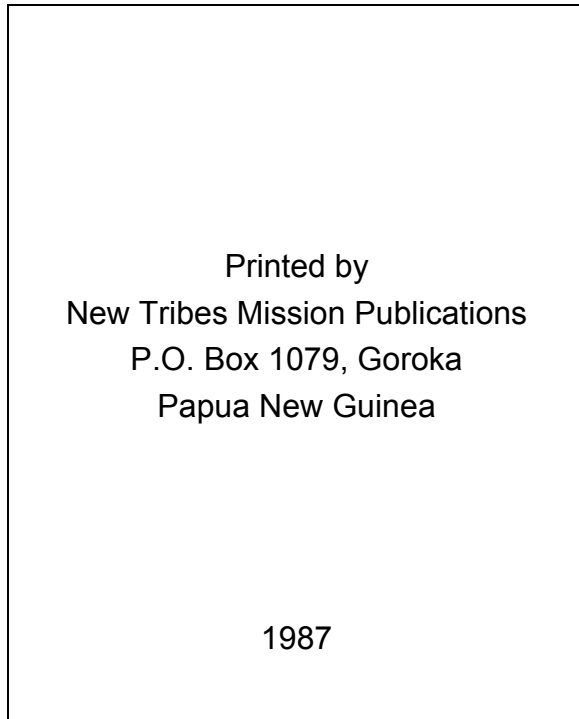 Printed by
New Tribes Mission Publications
P.O. Box 1079, Goroka
Papua New Guinea
1987